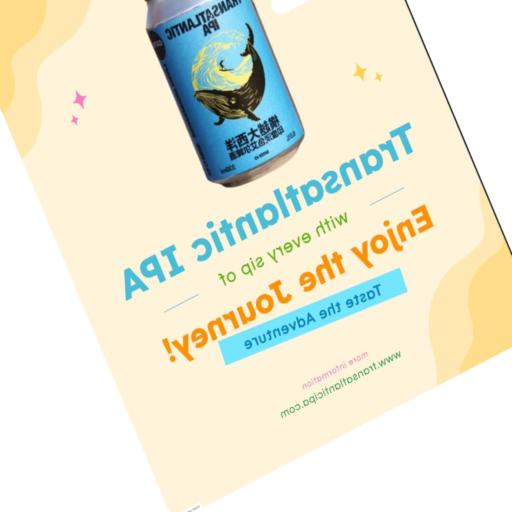 TRANSATLANTIC
IPA
Transatlantic IPA
with every sip of
Enjoy the Journey!
Taste the Adventure
more information
www.transatlanticipa.com